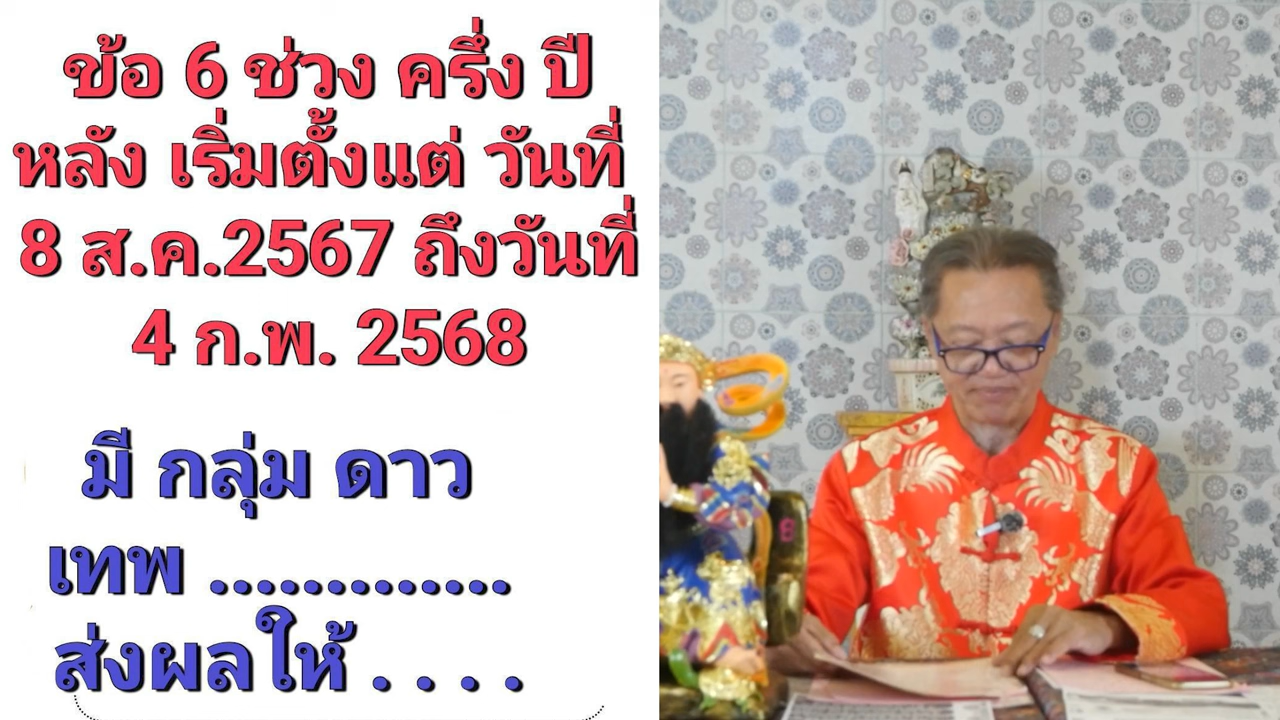 ข้อ 6 ช่วง ครึ่ง ปี
หลัง เริ่มตั้งแต่ วันที่
8 ส.ค.2567 ถึงวันที่
4 ก.พ. 2568
มี กลุ่ม ดาว
เทพ .............
ส่งผลให้ . . . .